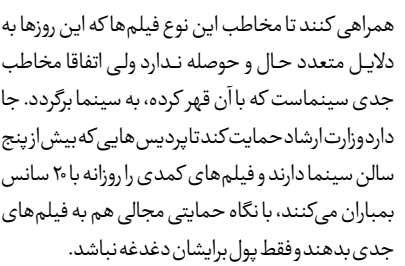 همراهی کنند تا مخاطب این نوع فیلم‌ها که این روزها به
دلایل متعدد حال و حوصله ندارد ولی اتفاقا مخاطب
جدی سینماست که با آن قهر کرده، به سینما برگردد. جا
دارد وزارت ارشاد حمایت کند تا پردیس هایی که بیش از پنج
سالن سینما دارند و فیلم‌های کمدی را روزانه با ۲۰ سانس
بمباران می‌کنند، با نگاه حمایتی مجالی هم به فیلم‌های
جدی بدهند و فقط پول برایشان دغدغه نباشد.